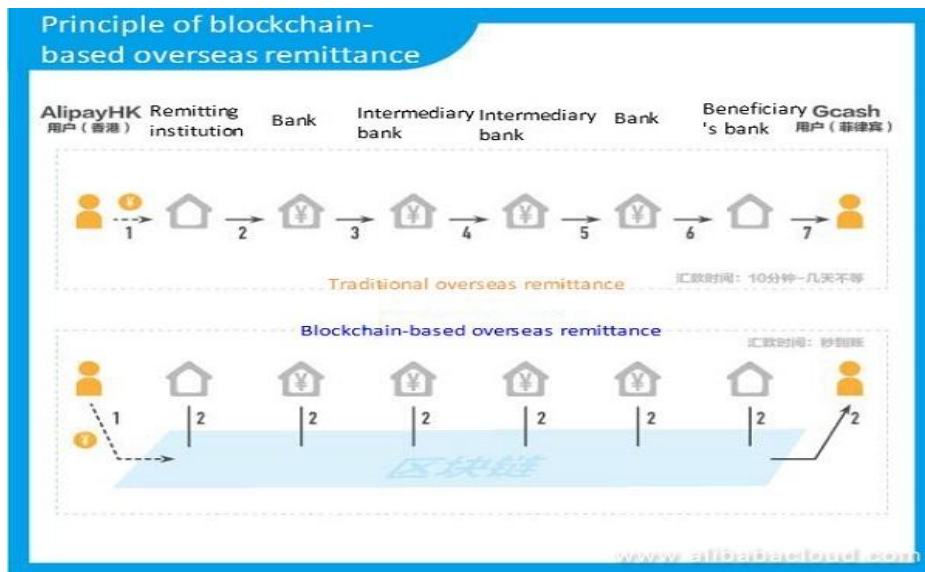 Principle of blockchain-
based overseas remittance
AlipayHK
用户（香港）
Remitting
institution
Bank
Intermediary
bank
Intermediary
bank
Bank
Beneficiary
's bank
Gcash
用户（菲律宾）
¥
¥
¥
¥
¥
1
2
3
4
5
6
7
Traditional overseas remittance
汇款时间：10分钟-几天不等
Blockchain-based overseas remittance
汇款时间：秒到账
¥
¥
¥
¥
1
2
2
2
2
2
2
2
¥
区块链
www.alibabacloud.com